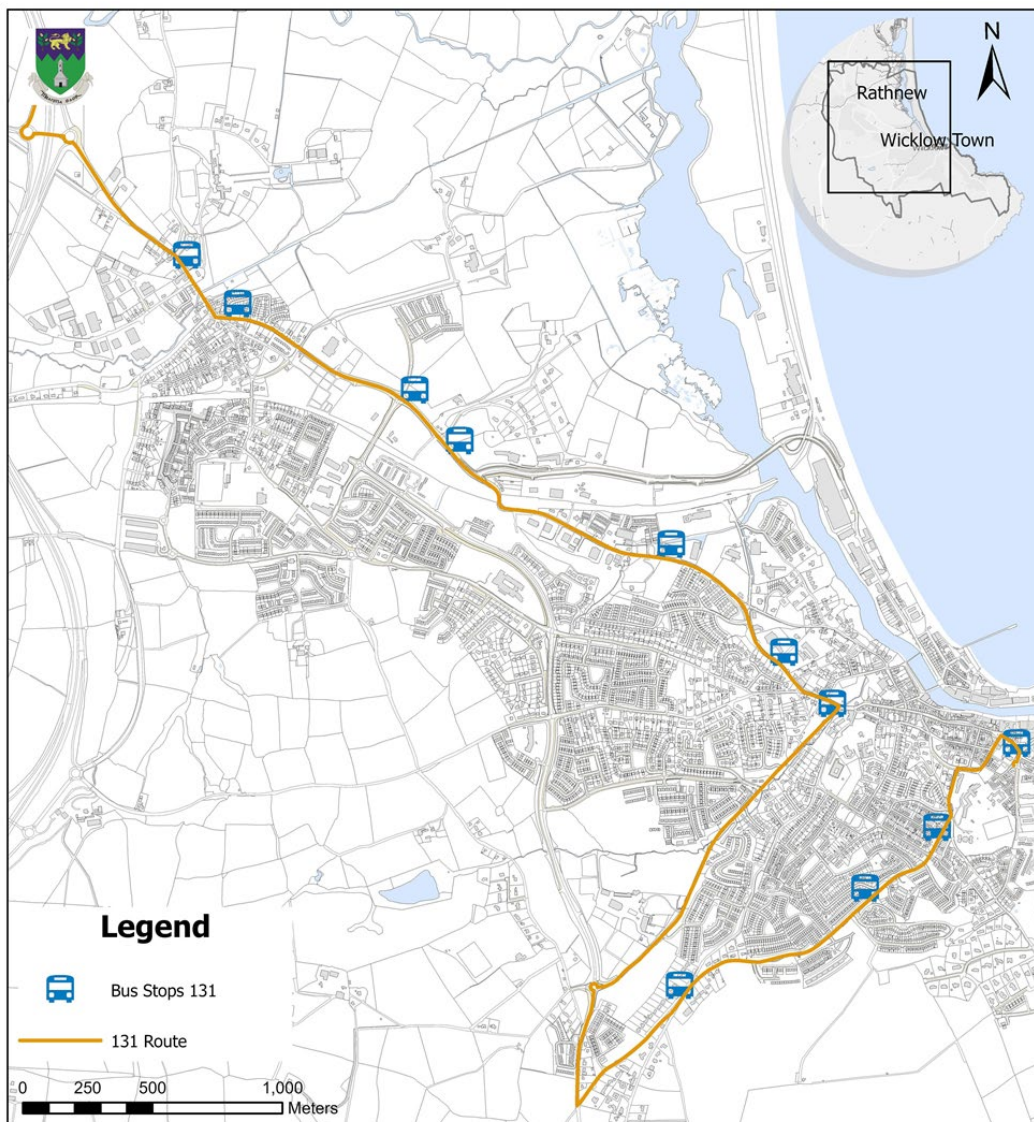 N
Rathnew
Wicklow Town
Legend
Bus Stops 131
131 Route
0 250 500 1,000
Meters